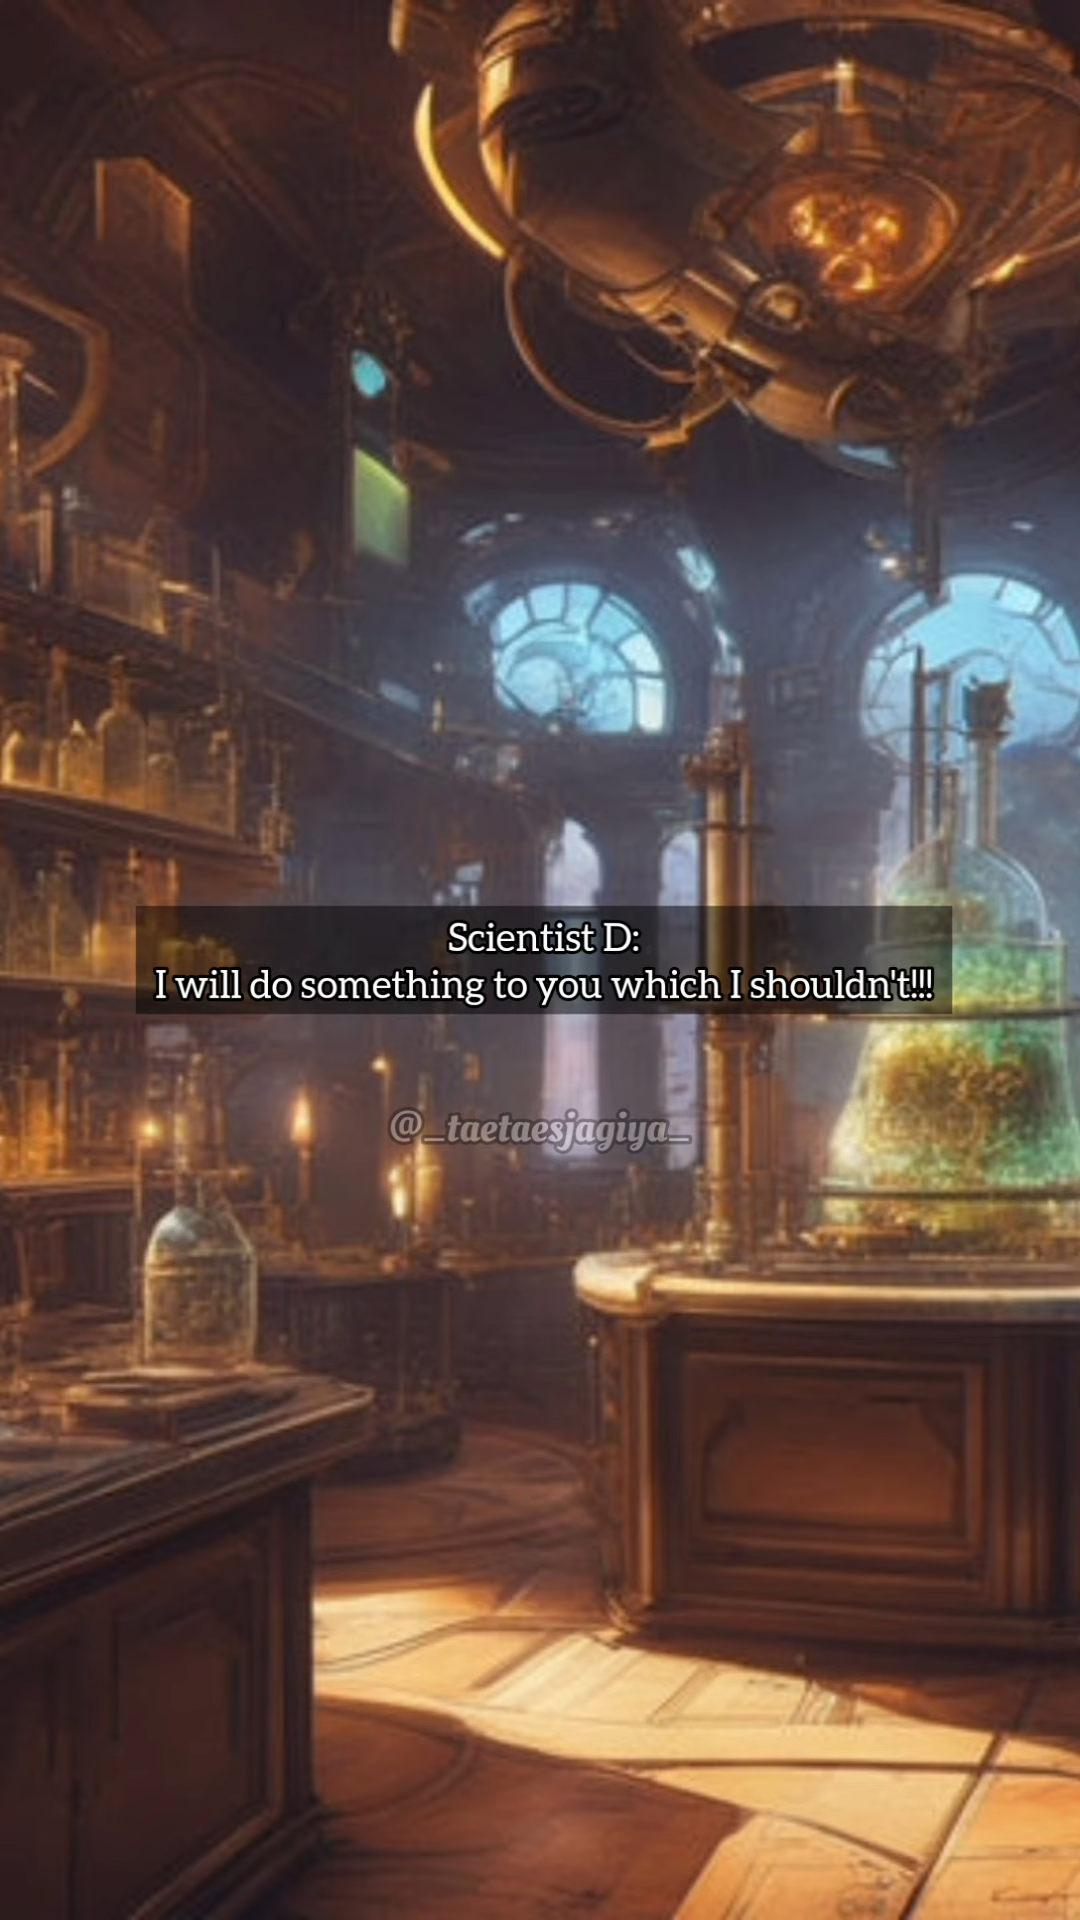 Scientist D:
I will do something to you which I shouldn't!!!
@_taetaesjagiya_